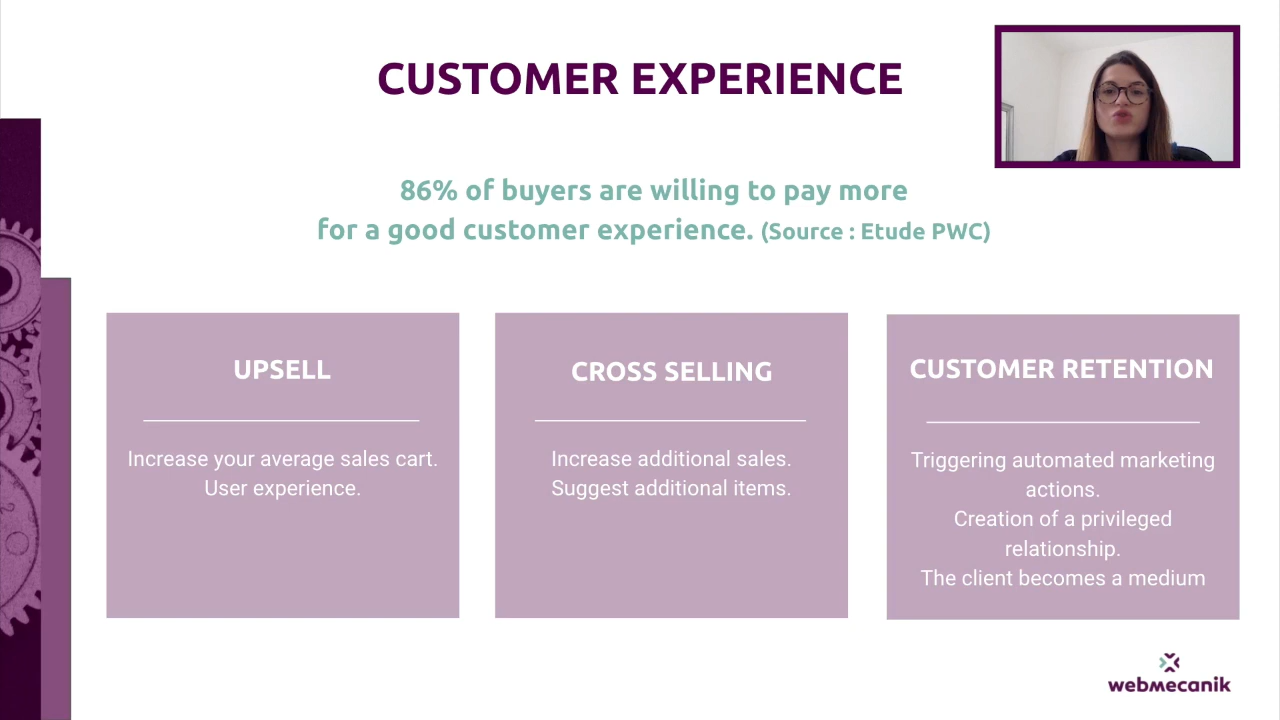 CUSTOMER EXPERIENCE
86% of buyers are willing to pay more
for a good customer experience. (Source : Etude PWC)
UPSELL
Increase your average sales cart.
User experience.
CROSS SELLING
Increase additional sales.
Suggest additional items.
CUSTOMER RETENTION
Triggering automated marketing
actions.
Creation of a privileged
relationship.
The client becomes a medium
webmecanik